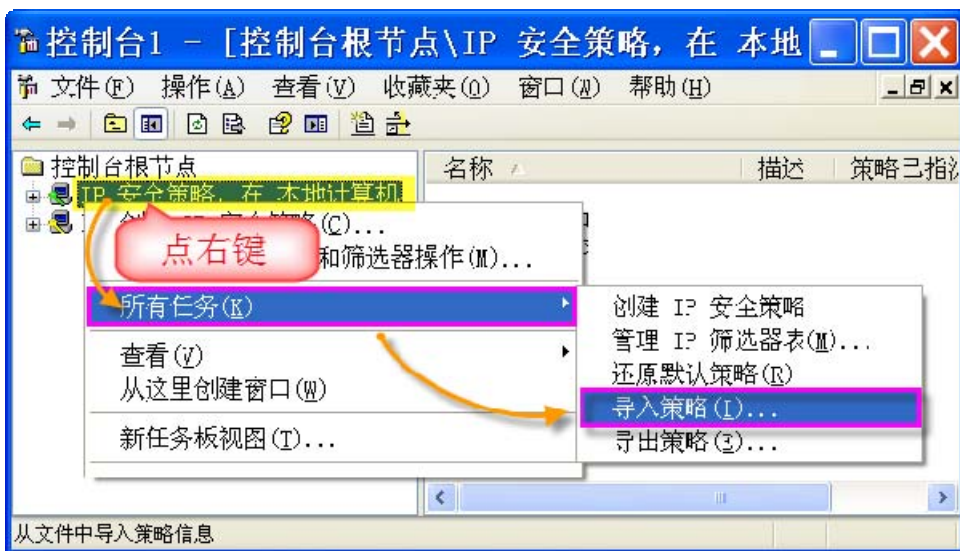 控制台1 - [控制台根节点\IP 安全策略，在 本地
文件(F) 操作(A) 查看(V) 收藏夹(O) 窗口(W) 帮助(H)
控制台根节点
名称 描述 策略已指
IP 安全策略，在 本地计算机
(C)...
点右键
和筛选器操作(M)...
所有任务(K)
创建 IP 安全策略
管理 IP 筛选器表(M)...
查看(V)
还原默认策略(R)
从这里创建窗口(W)
导入策略(I)...
新任务板视图(T)...
导出策略(3)...
从文件中导入策略信息